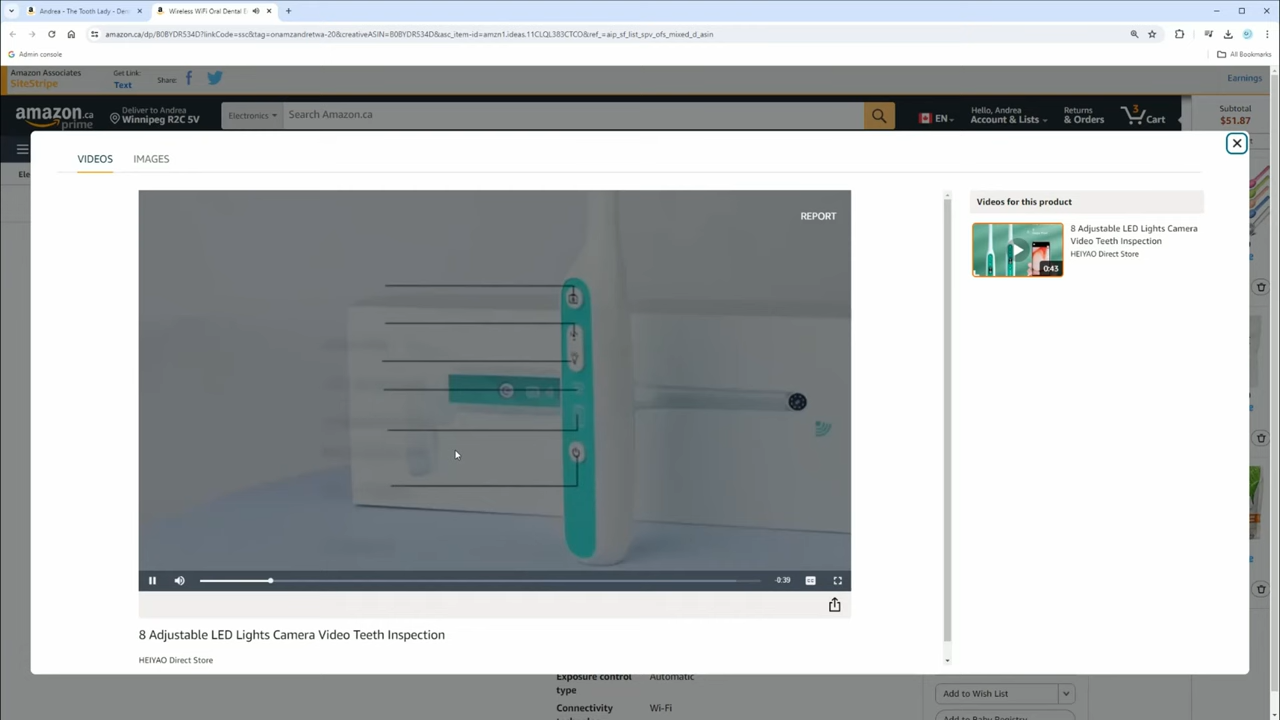 Andrea - The Tooth Lady - Den
Wireless WiFi Oral Dental E
amazon.ca/dp/B0BYDR534D?linkCode=ssc&tag=onamzandretwa-20&creativeASIN=B0BYDR534D&asc_item-id=amzn1.ideas.11CLQL383CTCO&ref_=aip_sf_list_spv_ofs_mixed_d_asin
Admin console
All Bookmarks
Amazon Associates
SiteStripe
Get Link:
Text
Share:
Earnings
amazon.ca
prime
Deliver to Andrea
Winnipeg R2C 5V
Electronics
Search Amazon.ca
EN
Hello, Andrea
Account & Lists
Returns
& Orders
3
Cart
Subtotal
$51.87
Ele
VIDEOS
IMAGES
REPORT
Videos for this product
8 Adjustable LED Lights Camera
Video Teeth Inspection
HEIYAO Direct Store
0:43
-0:39
8 Adjustable LED Lights Camera Video Teeth Inspection
HEIYAO Direct Store
Exposure control
type
Automatic
Connectivity
Wi-Fi
Add to Wish List